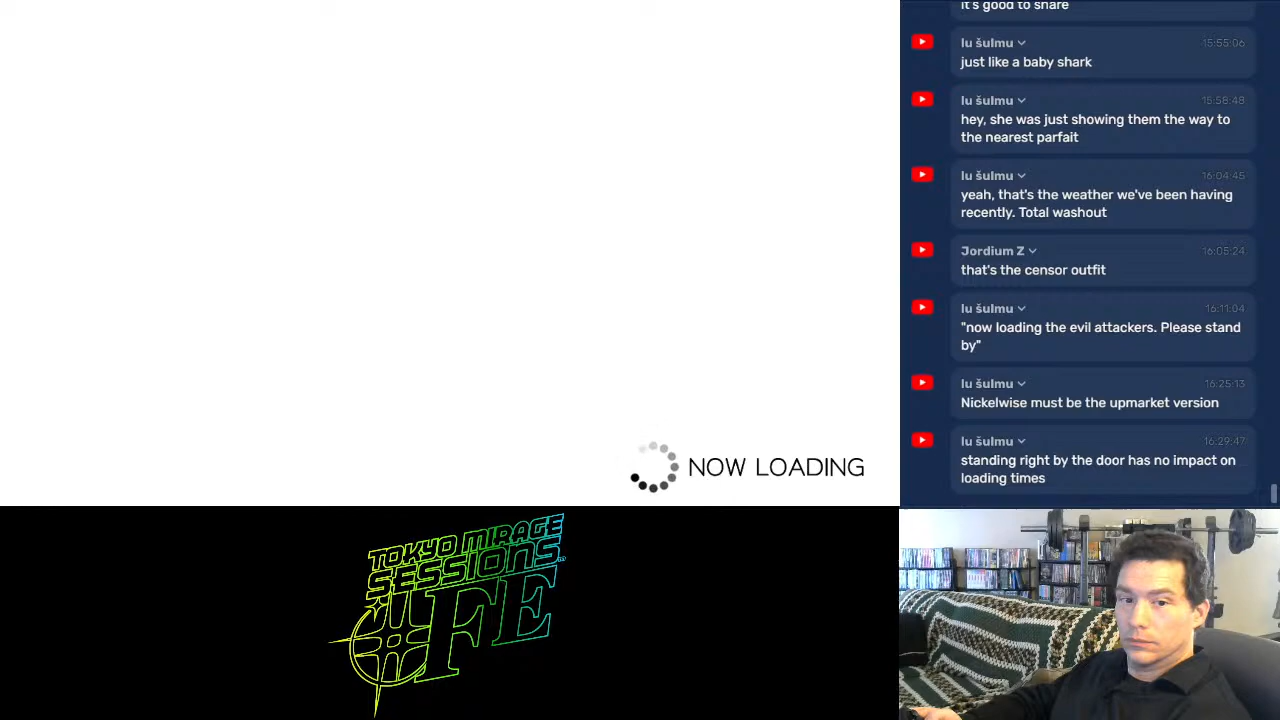 it's good to share
lu šulmu
15:55:06
just like a baby shark
lu šulmu
15:58:48
hey, she was just showing them the way to
the nearest parfait
lu šulmu
16:04:45
yeah, that's the weather we've been having
recently. Total washout
Jordium Z
16:05:24
that's the censor outfit
lu šulmu
16:11:04
"now loading the evil attackers. Please stand
by"
lu šulmu
16:25:13
Nickelwise must be the upmarket version
lu šulmu
16:29:47
standing right by the door has no impact on
loading times
NOW LOADING
TOKYO MIRAGE
SESSIONS
#FE